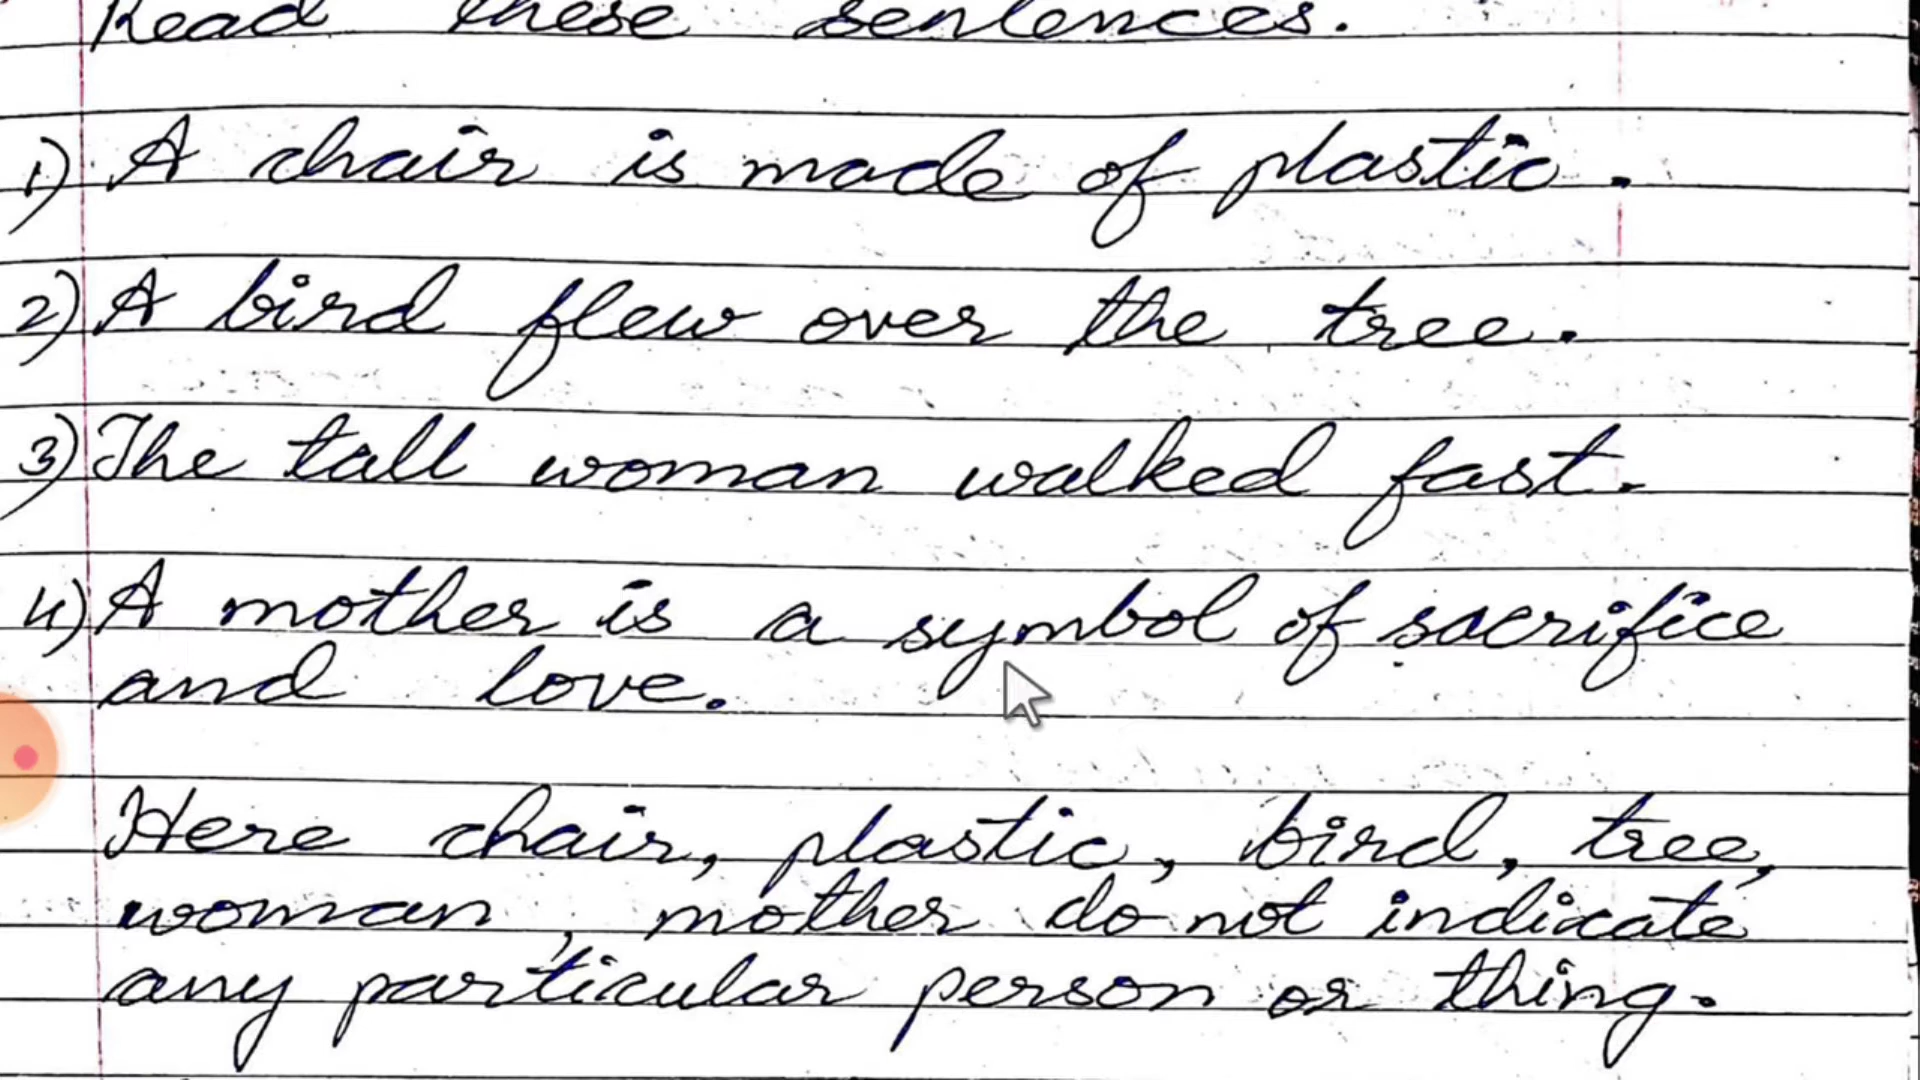 Read these sentences.
1) A chair is made of plastic.
2) A bird flew over the tree.
3) The tall woman walked fast.
4) A mother is a symbol of sacrifice
and love.
Here chair, plastic, bird, tree,
woman, mother do not indicate
any particular person or thing.